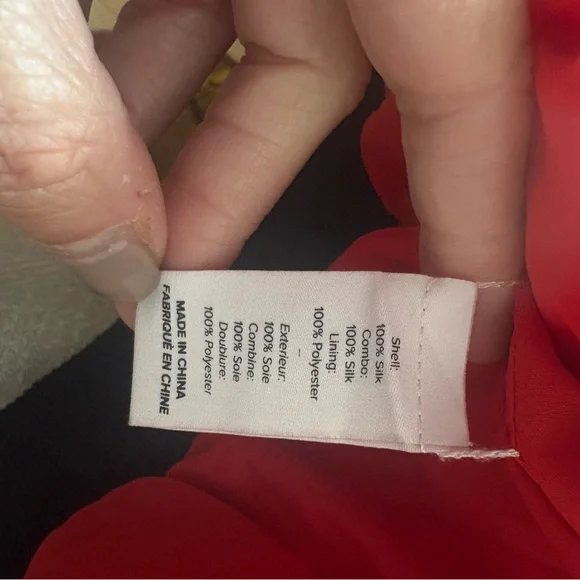 Shell:
100% Silk
Combo:
100% Silk
Lining:
100% Polyester
--
Exterieur:
100% Soie
Combine:
100% Soie
Doublure:
100% Polyester
MADE IN CHINA
FABRIQUÉ EN CHINE